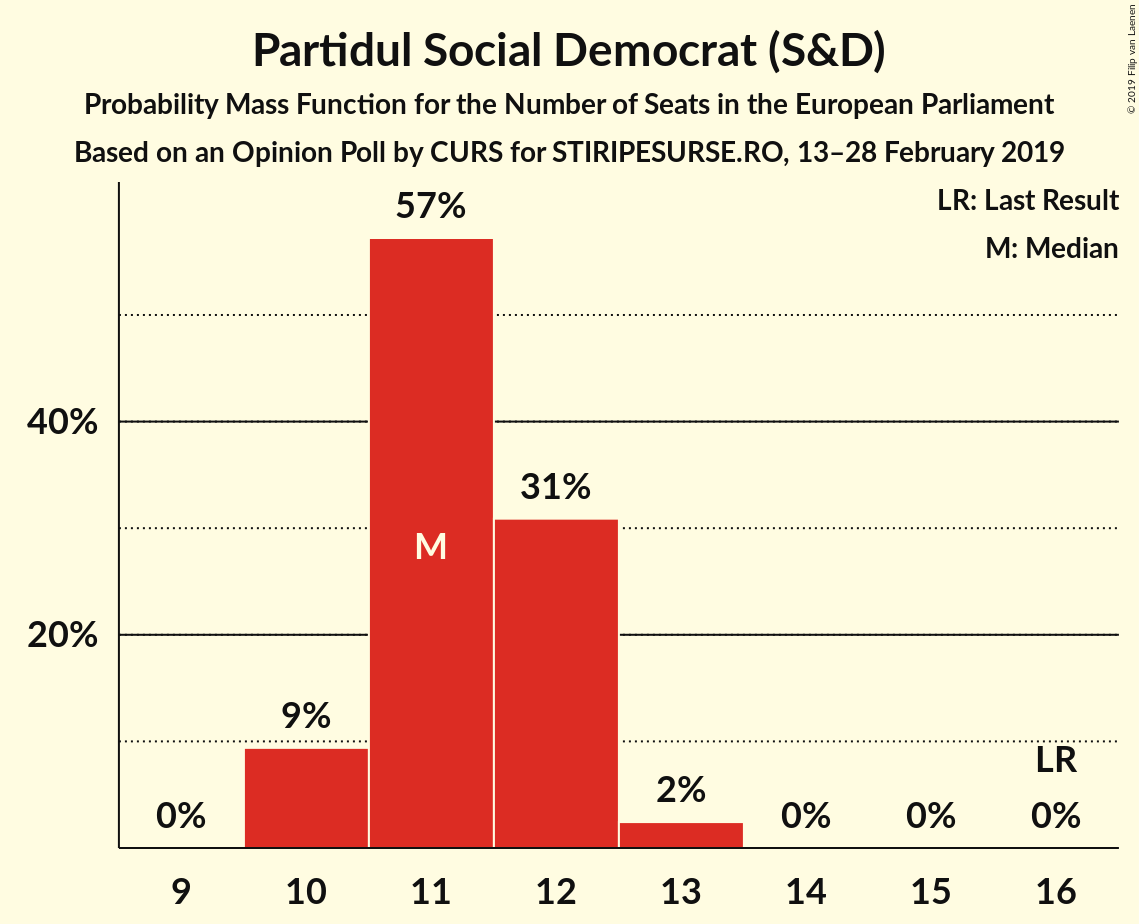 Partidul Social Democrat (S&D)
Probability Mass Function for the Number of Seats in the European Parliament
Based on an Opinion Poll by CURS for STIRIPESURSE.RO, 13–28 February 2019
© 2019 Filip van Laenen
LR: Last Result
M: Median
57%
40%
31%
M
20%
9%
LR
2%
0%
0%
0%
0%
9 10 11 12 13 14 15 16